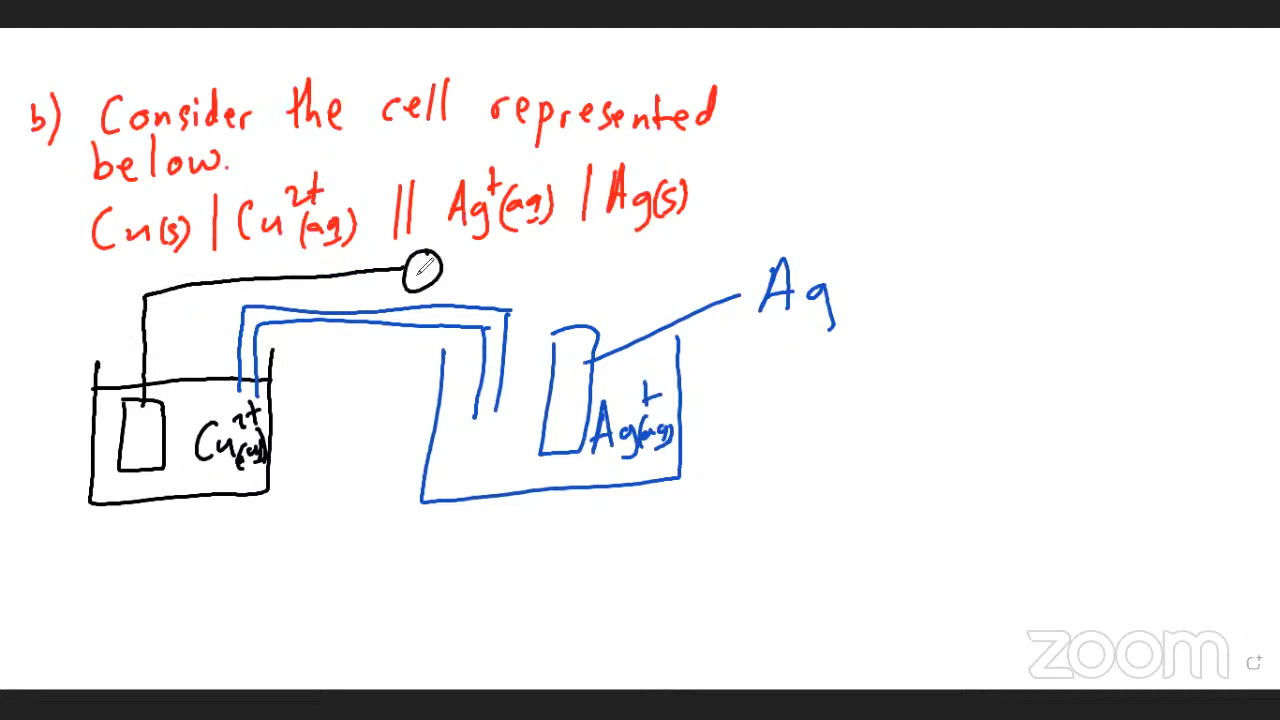 b) Consider the cell represented
below.
Cu(s) | Cu²⁺(aq) || Ag⁺(aq) | Ag(s)
Ag
Cu²⁺(aq)
Ag⁺(aq)
zoom